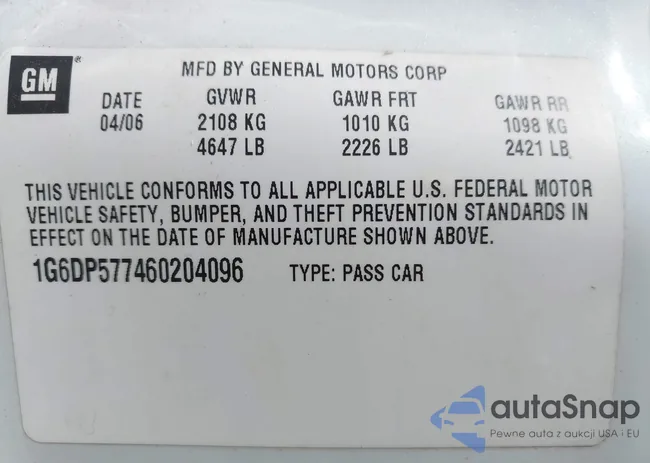 GM®
MFD BY GENERAL MOTORS CORP
DATE GVWR GAWR FRT GAWR RR
04/06 2108 KG 1010 KG 1098 KG
4647 LB 2226 LB 2421 LB
THIS VEHICLE CONFORMS TO ALL APPLICABLE U.S. FEDERAL MOTOR
VEHICLE SAFETY, BUMPER, AND THEFT PREVENTION STANDARDS IN
EFFECT ON THE DATE OF MANUFACTURE SHOWN ABOVE.
1G6DP577460204096 TYPE: PASS CAR
autaSnap
Pewne auta z aukcji USA i EU